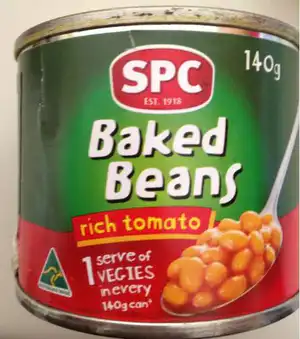 140g
SPC
EST. 1918
Baked
Beans
rich tomato
1 serve of
VEGIES
in every
140g can^